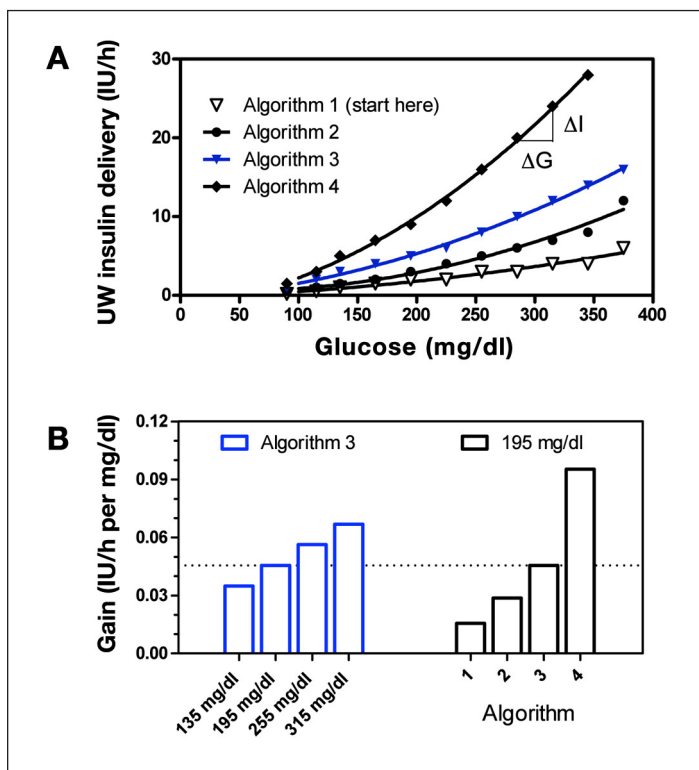 A
UW insulin delivery (IU/h)
30
20
10
0
Algorithm 1 (start here)
Algorithm 2
Algorithm 3
Algorithm 4
ΔI
ΔG
0 50 100 150 200 250 300 350 400
Glucose (mg/dl)
B
Gain (IU/h per mg/dl)
0.12
0.09
0.06
0.03
0.00
Algorithm 3
195 mg/dl
135 mg/dl
195 mg/dl
255 mg/dl
315 mg/dl
1
2
3
4
Algorithm